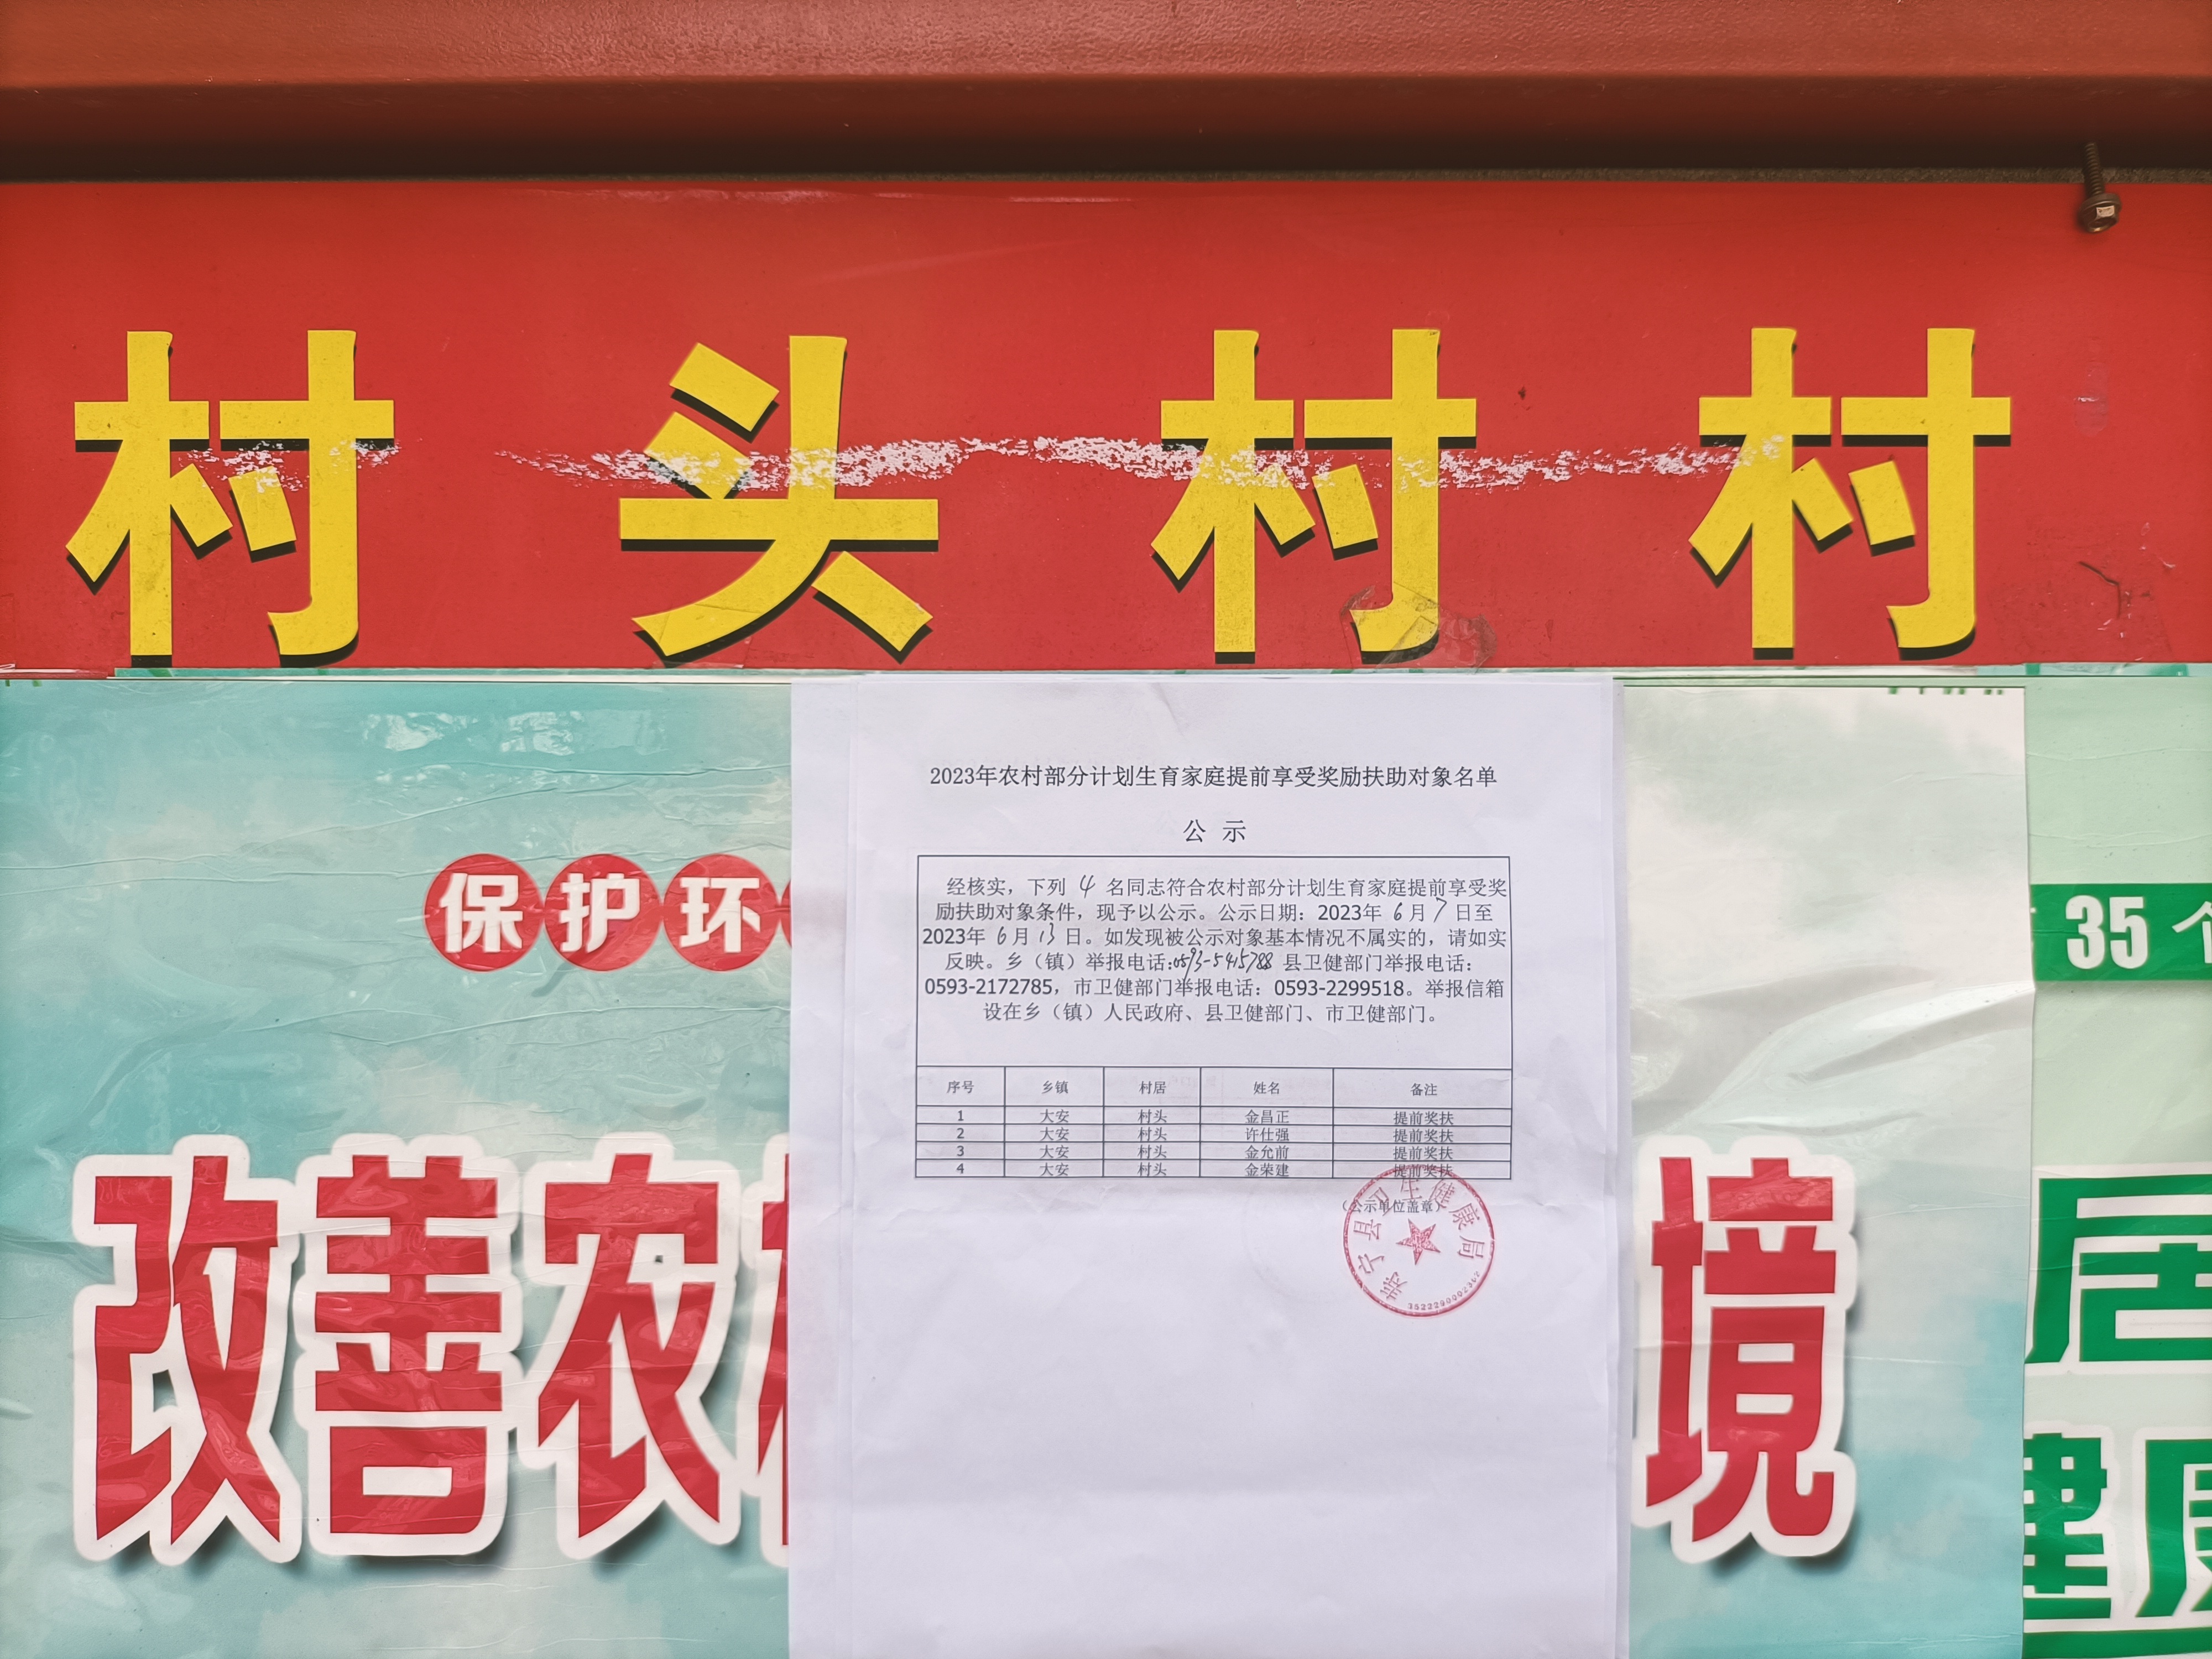 村头村村
2023年农村部分计划生育家庭提前享受奖励扶助对象名单
公示
经核实，下列 4 名同志符合农村部分计划生育家庭提前享受奖
励扶助对象条件，现予以公示。公示日期：2023年 6 月 7 日至
2023年 6 月 13 日。如发现被公示对象基本情况不属实的，请如实
反映。乡（镇）举报电话:0593-5415788 县卫健部门举报电话：
0593-2172785，市卫健部门举报电话：0593-2299518。举报信箱
设在乡（镇）人民政府、县卫健部门、市卫健部门。
序号 乡镇 村居 姓名 备注
1 大安 村头 金昌正 提前奖扶
2 大安 村头 许仕强 提前奖扶
3 大安 村头 金允前 提前奖扶
4 大安 村头 金荣建 提前奖扶
（公示单位盖章）
寿宁县卫生健康局
保护环
改善农
境
35个
居
健